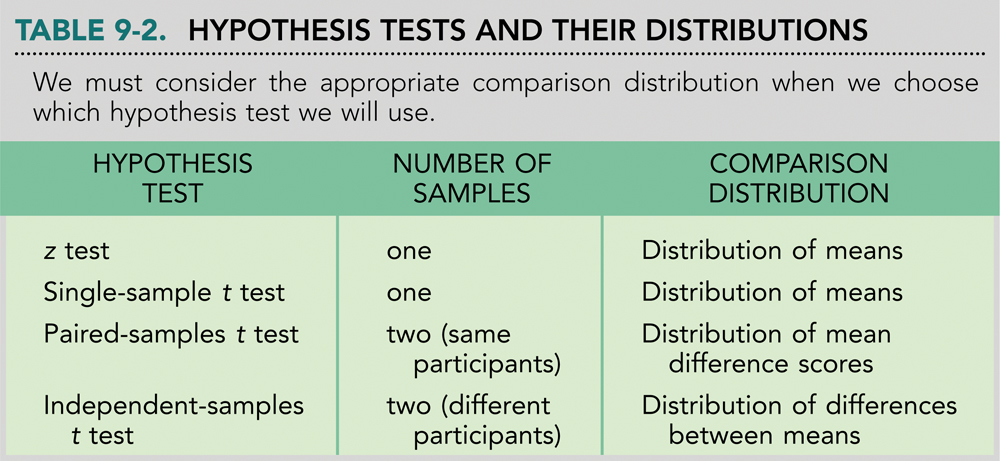 TABLE 9-2. HYPOTHESIS TESTS AND THEIR DISTRIBUTIONS
We must consider the appropriate comparison distribution when we choose
which hypothesis test we will use.
HYPOTHESIS TEST
NUMBER OF SAMPLES
COMPARISON DISTRIBUTION
z test
one
Distribution of means
Single-sample t test
one
Distribution of means
Paired-samples t test
two (same
participants)
Distribution of mean
difference scores
Independent-samples
t test
two (different
participants)
Distribution of differences
between means